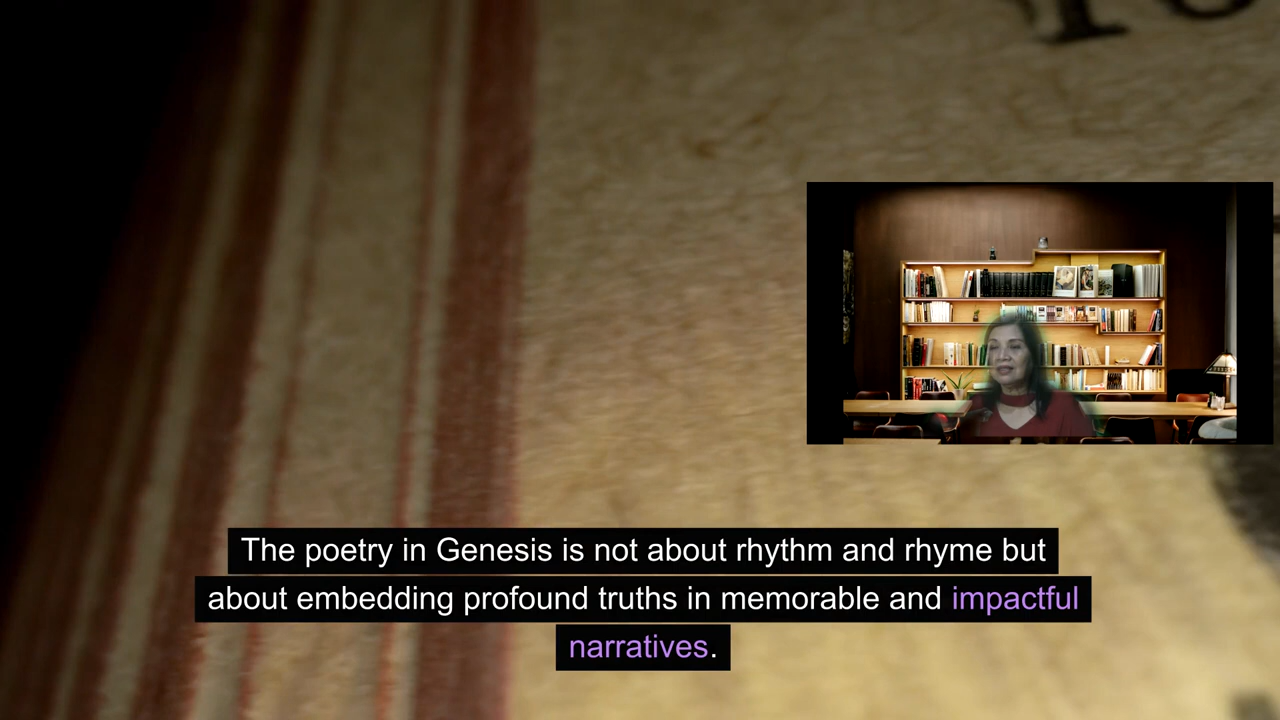 The poetry in Genesis is not about rhythm and rhyme but
about embedding profound truths in memorable and impactful
narratives.